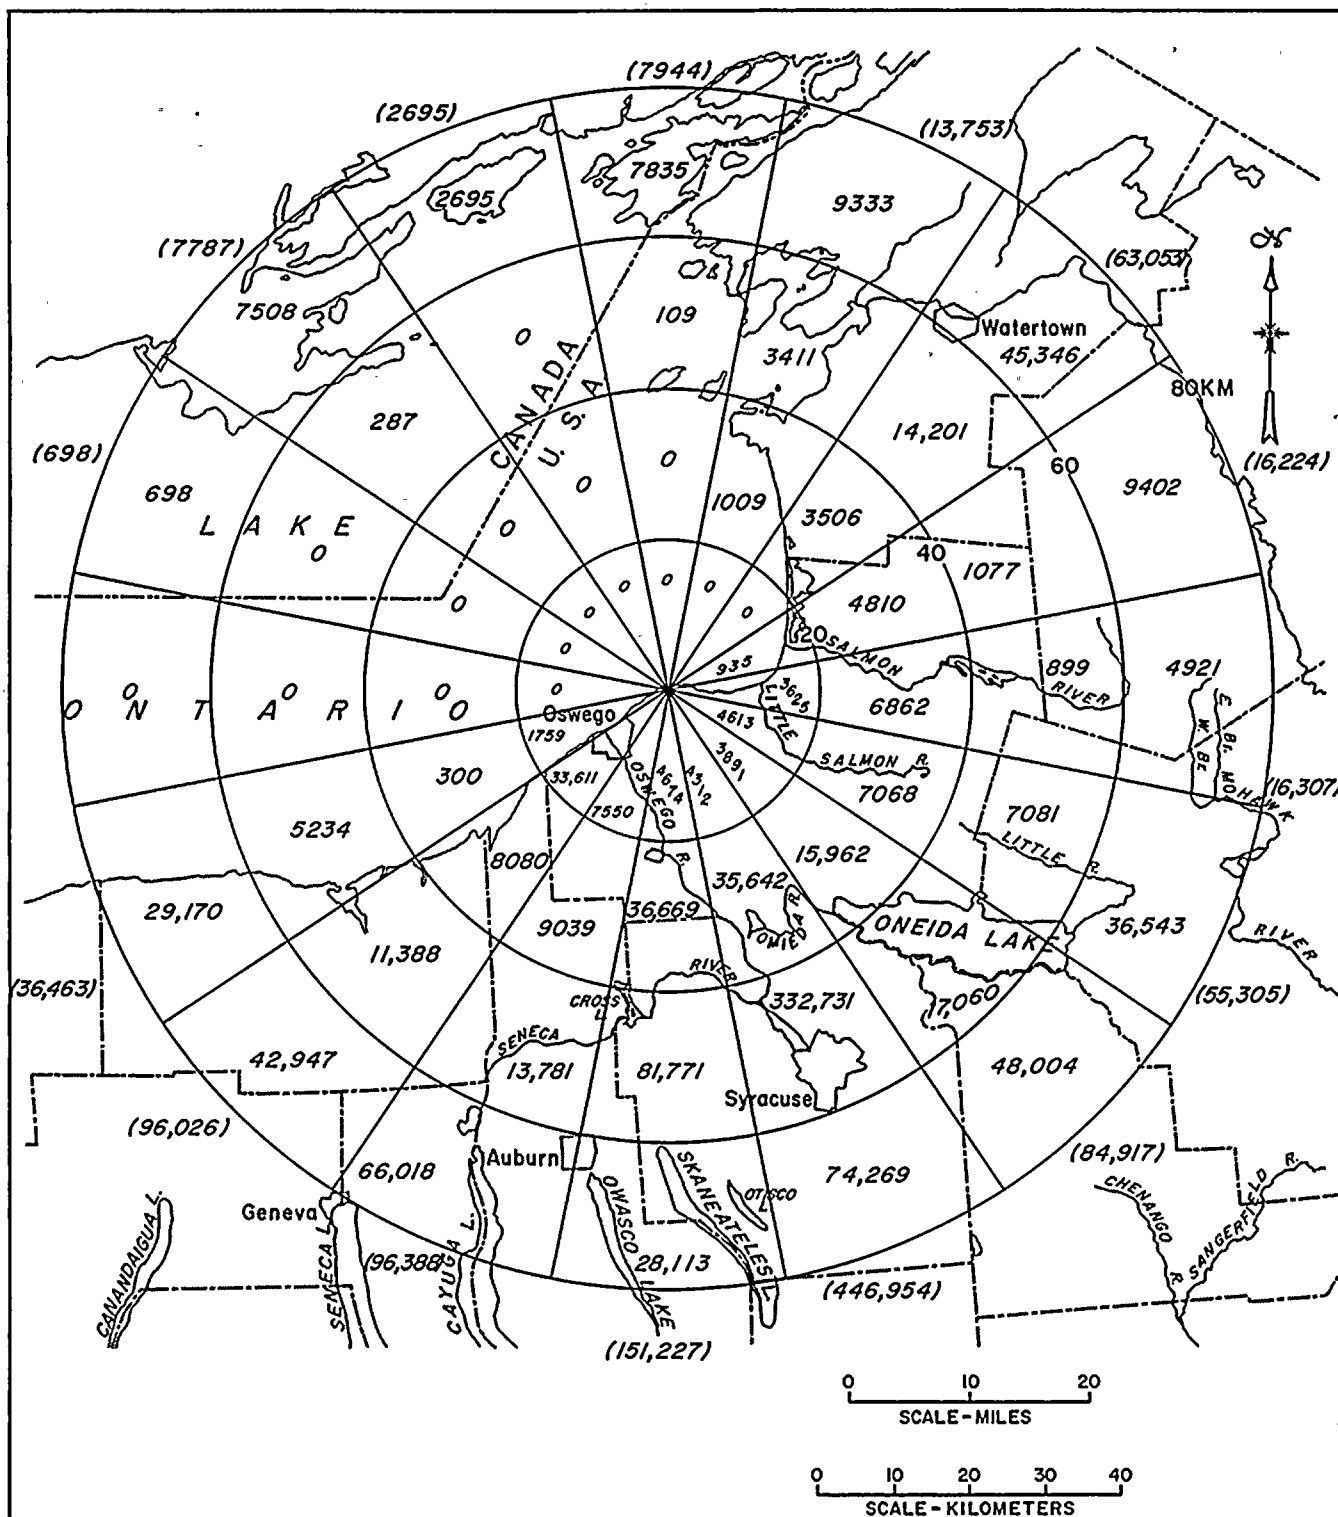 (7944)
(2695)
(13,753)
7835
2695
9333
(7787)
(63,053)
N
7508
109
Watertown
45,346
3411
80KM
CANADA
U. S. A.
287
14,201
(698)
0
0
60
(16,224)
698
0
1009
9402
LAKE
0
0
3506
0
40
1077
0
0
0
0
0
0
4810
20
SALMON
0
935
899
4921
RIVER
ONTARIO
0
0
0
0
3625
6862
Oswego
LITTLE
4613
E. Br.
W. Br.
1759
3891
SALMON R.
MOHAWK
300
33,611
OSWEGO
(16,307)
7068
5234
7550
7081
LITTLE R.
8080
R.
15,962
29,170
35,642
36,669
ONEIDA LAKE
36,543
11,388
9039
R.
RIVER
RIVER
(36,463)
CROSS L.
332,731
17,060
(55,305)
SENECA
42,947
13,781
81,771
48,004
Syracuse
(96,026)
(84,917)
66,018
Auburn
SKANEATELES L.
74,269
OTISCO L.
CHENANGO R.
SANGERFIELD R.
Geneva
OWASCO LAKE
CANANDAIGUA L.
SENECA L.
(96,388)
CAYUGA L.
28,113
(446,954)
(151,227)
0 10 20
SCALE-MILES
0 10 20 30 40
SCALE-KILOMETERS